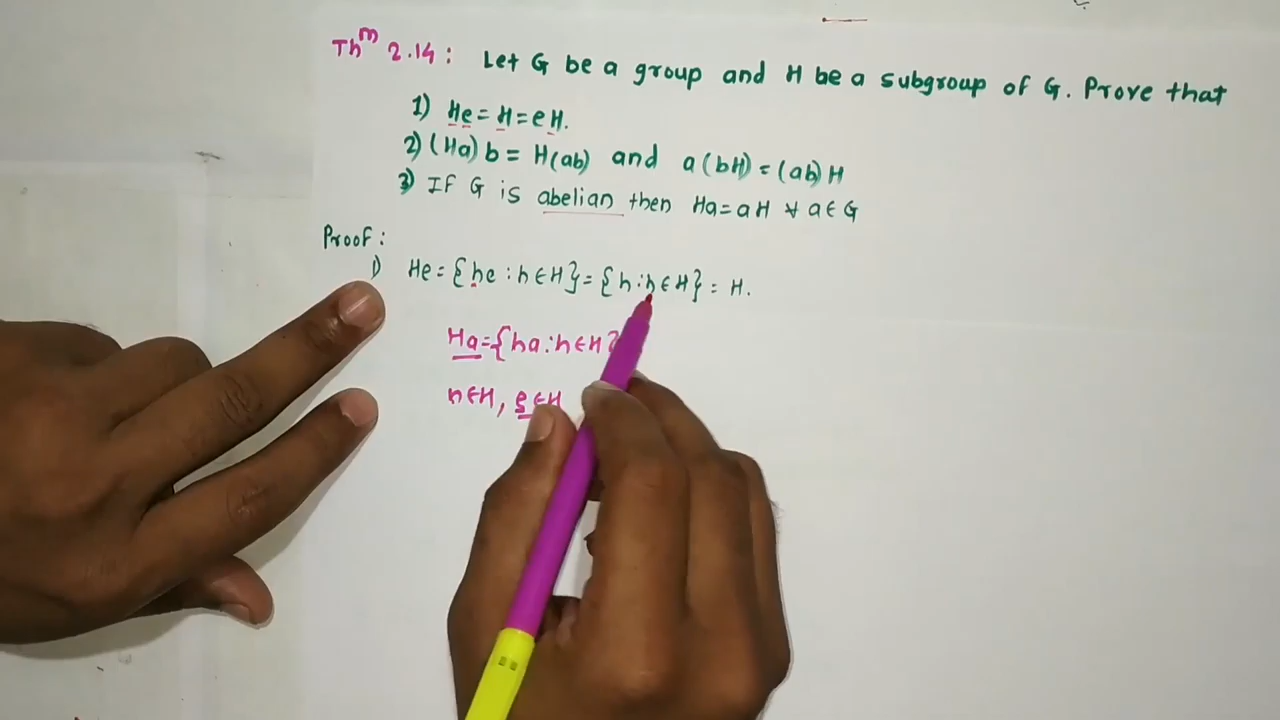 Thm 2.14: Let G be a group and H be a subgroup of G. Prove that
1) He = H = eH.
2) (Ha) b = H(ab) and a(bH) = (ab) H
3) IF G is abelian then Ha = aH ∀ a ∈ G
Proof:
1) He = {he : h ∈ H} = {h : h ∈ H} = H.
Ha = {ha : h ∈ H}
h ∈ H, e ∈ H